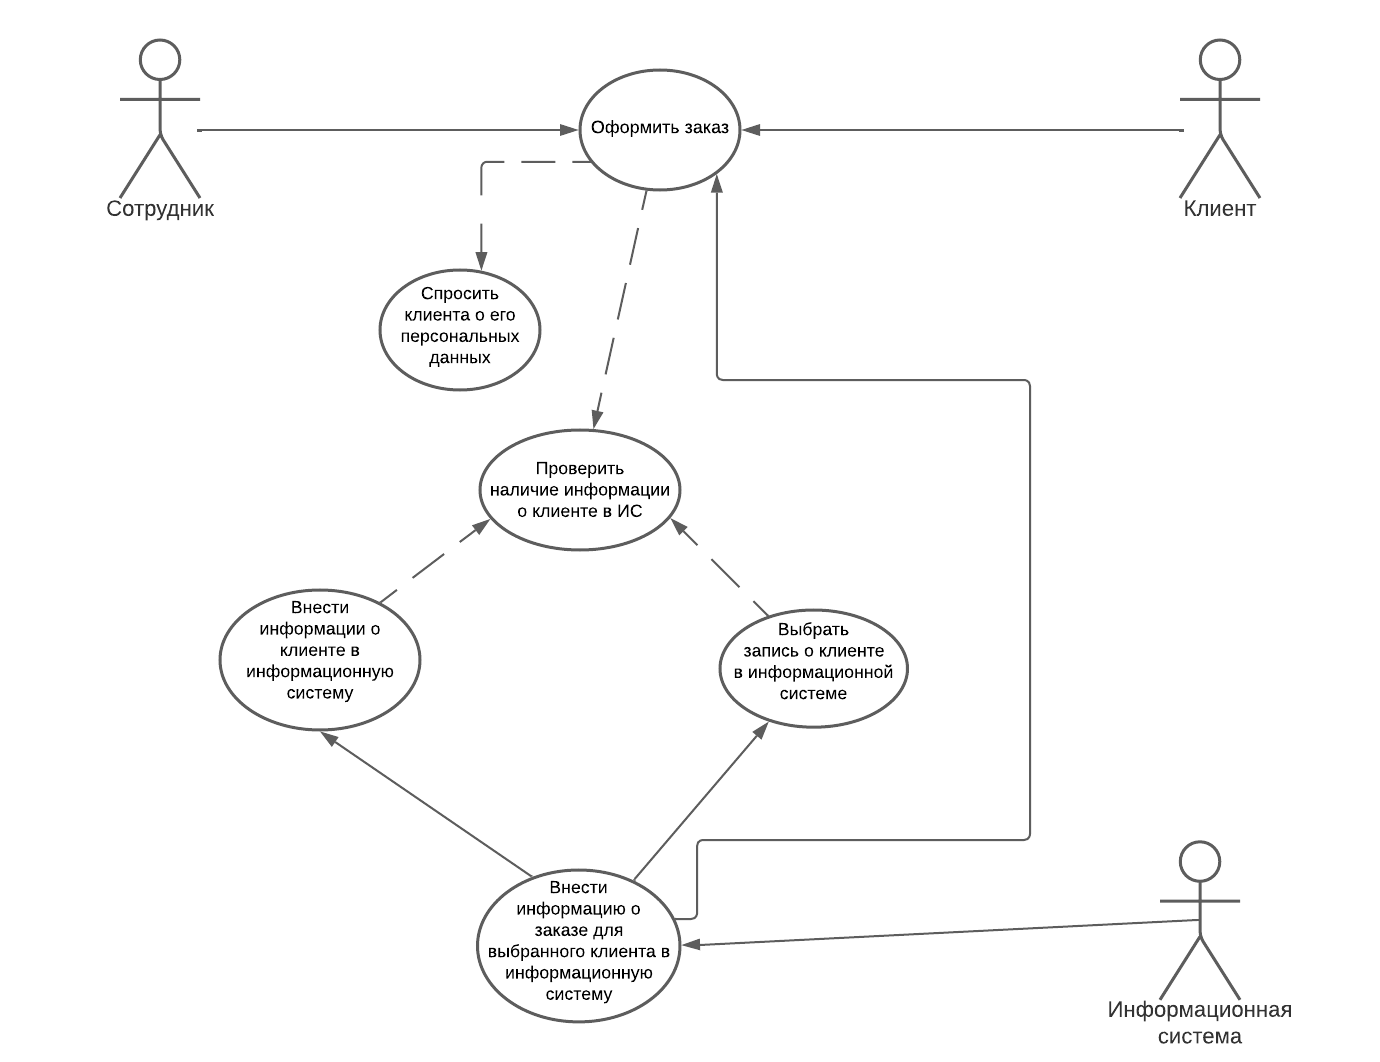 Оформить заказ
Сотрудник
Клиент
Спросить
клиента о его
персональных
данных
Проверить
наличие информации
о клиенте в ИС
Внести
информации о
клиенте в
информационную
систему
Выбрать
запись о клиенте
в информационной
системе
Внести
информацию о
заказе для
выбранного клиента в
информационную
систему
Информационная
система